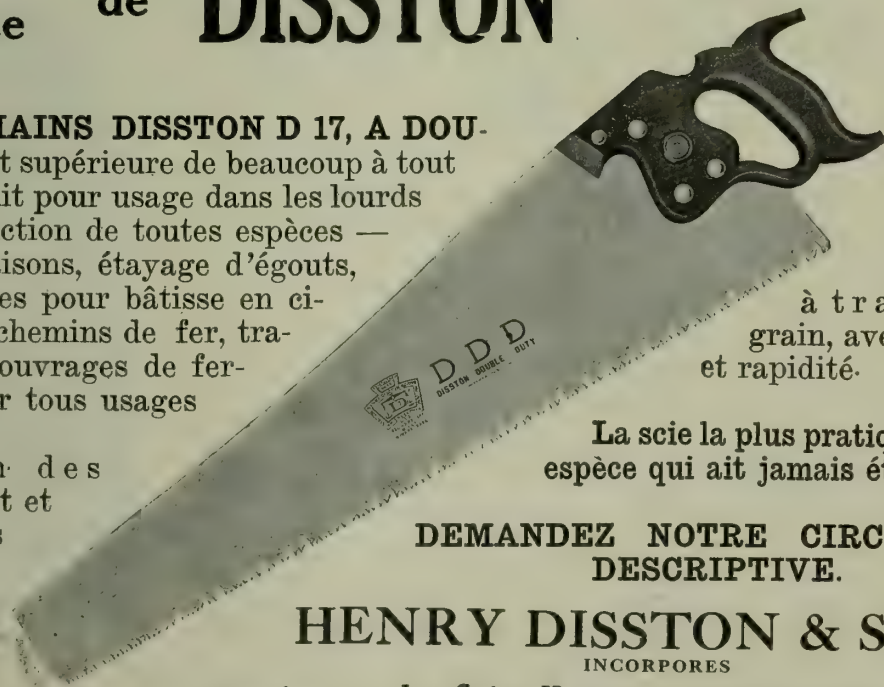 de
DISSTON
MAINS DISSTON D 17, A DOU-
t supérieure de beaucoup à tout
it pour usage dans les lourds
ction de toutes espèces —
isons, étayage d'égouts,
es pour bâtisse en ci-
chemins de fer, tra-
ouvrages de fer-
r tous usages
des
t et
s
D D D
DISSTON DOUBLE DUTY
à tra
grain, ave
et rapidité.
La scie la plus pratic
espèce qui ait jamais é
DEMANDEZ NOTRE CIRC
DESCRIPTIVE.
HENRY DISSTON & S
INCORPORES